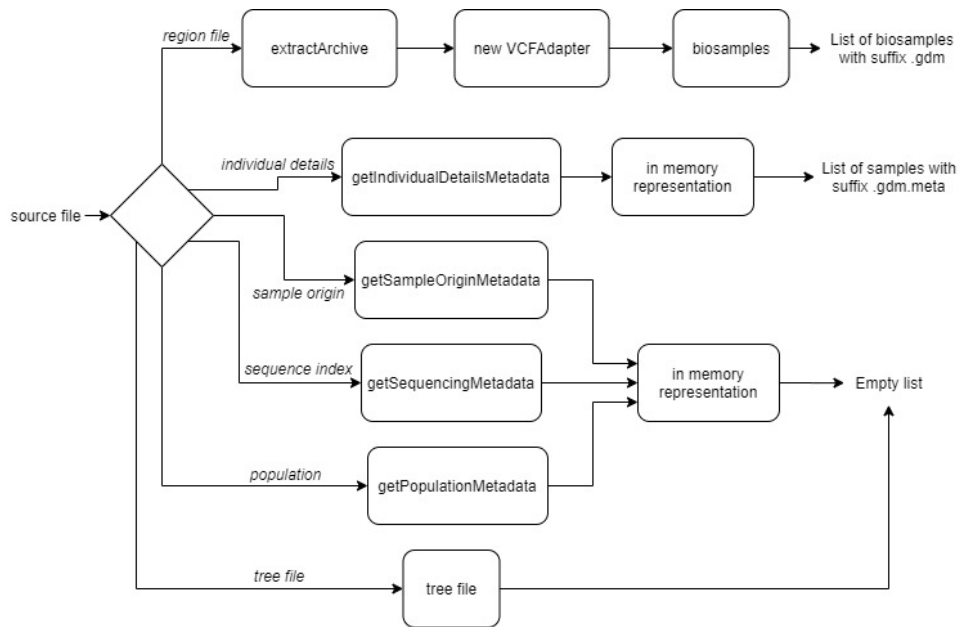 region file
extractArchive
new VCFAdapter
biosamples
List of biosamples
with suffix .gdm
individual details
getIndividualDetailsMetadata
in memory
representation
List of samples with
suffix .gdm.meta
source file
sample origin
getSampleOriginMetadata
sequence index
getSequencingMetadata
in memory
representation
Empty list
population
getPopulationMetadata
tree file
tree file